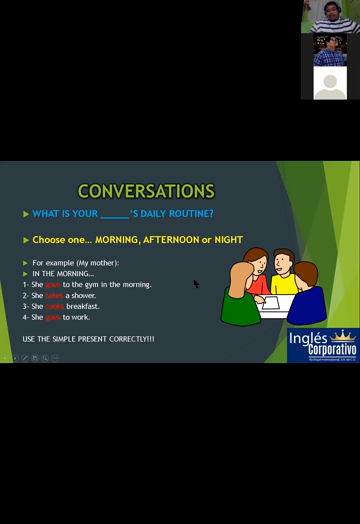 CONVERSATIONS
WHAT IS YOUR _____'S DAILY ROUTINE?
Choose one… MORNING, AFTERNOON or NIGHT
For example (My mother):
IN THE MORNING…
1- She goes to the gym in the morning.
2- She takes a shower.
3- She cooks breakfast.
4- She goes to work.
USE THE SIMPLE PRESENT CORRECTLY!!!
Inglés
Corporativo